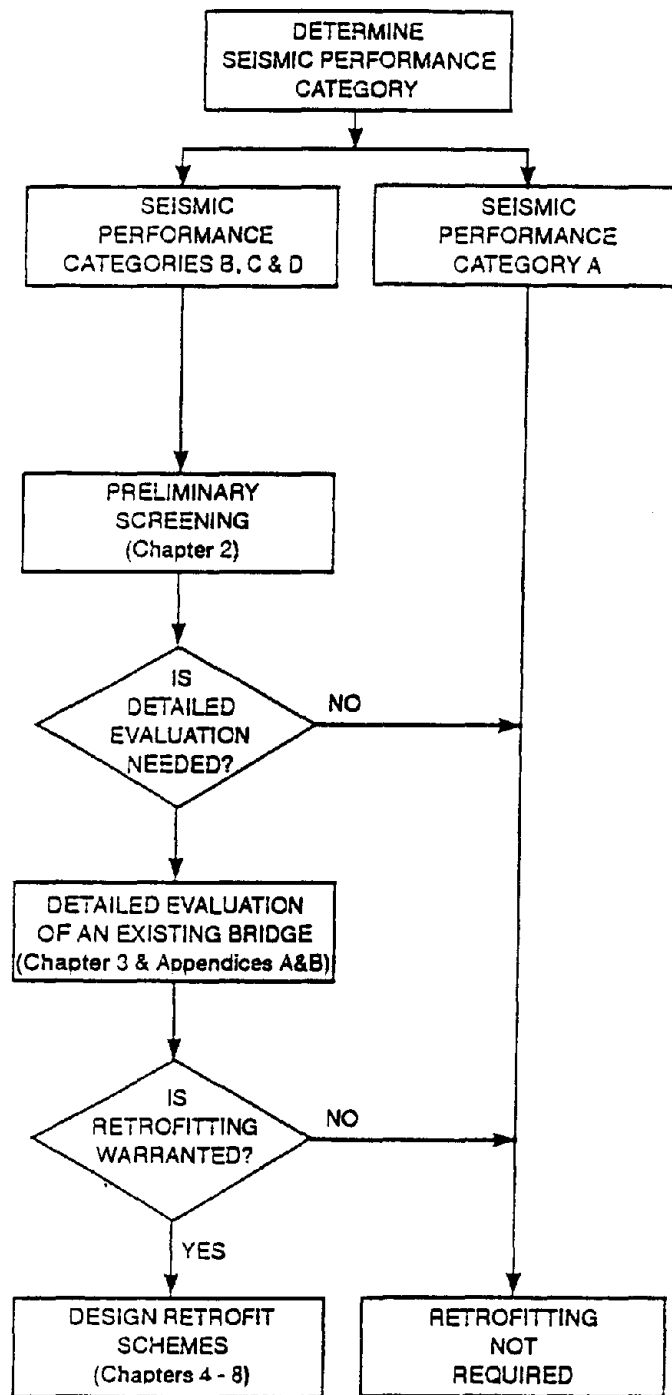 DETERMINE
SEISMIC PERFORMANCE
CATEGORY
SEISMIC
PERFORMANCE
CATEGORIES B, C & D
SEISMIC
PERFORMANCE
CATEGORY A
PRELIMINARY
SCREENING
(Chapter 2)
IS
DETAILED
EVALUATION
NEEDED?
NO
DETAILED EVALUATION
OF AN EXISTING BRIDGE
(Chapter 3 & Appendices A&B)
IS
RETROFITTING
WARRANTED?
NO
YES
DESIGN RETROFIT
SCHEMES
(Chapters 4 - 8)
RETROFITTING
NOT
REQUIRED